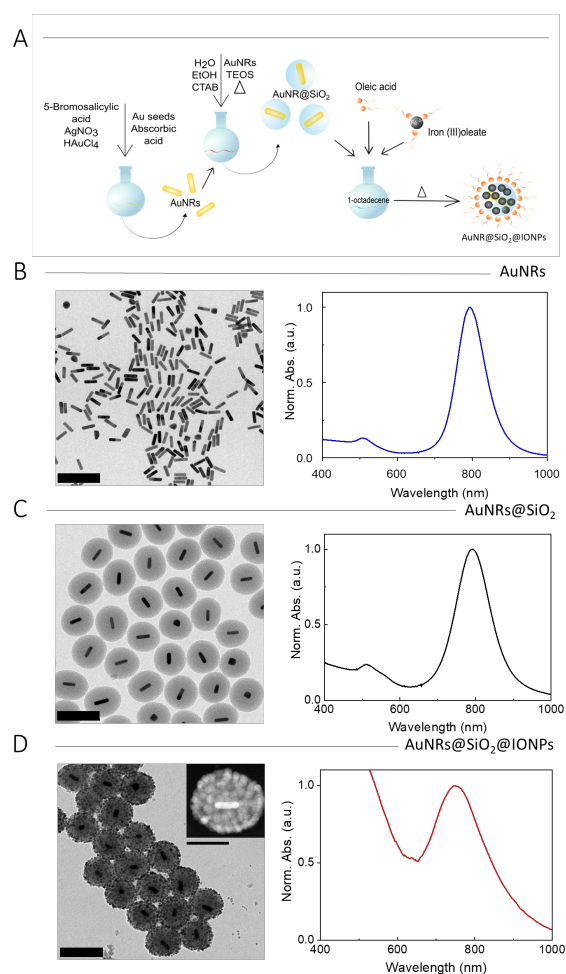 A
5-Bromosalicylic
acid
AgNO3
HAuCl4
Au seeds
Abscorbic
acid
AuNRs
H2O
EtOH
CTAB
AuNRs
TEOS
Δ
AuNR@SiO2
Oleic acid
Iron (III)oleate
1-octadecene
Δ
AuNR@SiO2@IONPs
B
AuNRs
Norm. Abs. (a.u.)
1.0
0.5
0.0
400 600 800 1000
Wavelength (nm)
C
AuNRs@SiO2
Norm. Abs. (a.u.)
1.0
0.5
0.0
400 600 800 1000
Wavelength (nm)
D
AuNRs@SiO2@IONPs
Norm. Abs. (a.u.)
1.0
0.5
0.0
400 600 800 1000
Wavelength (nm)